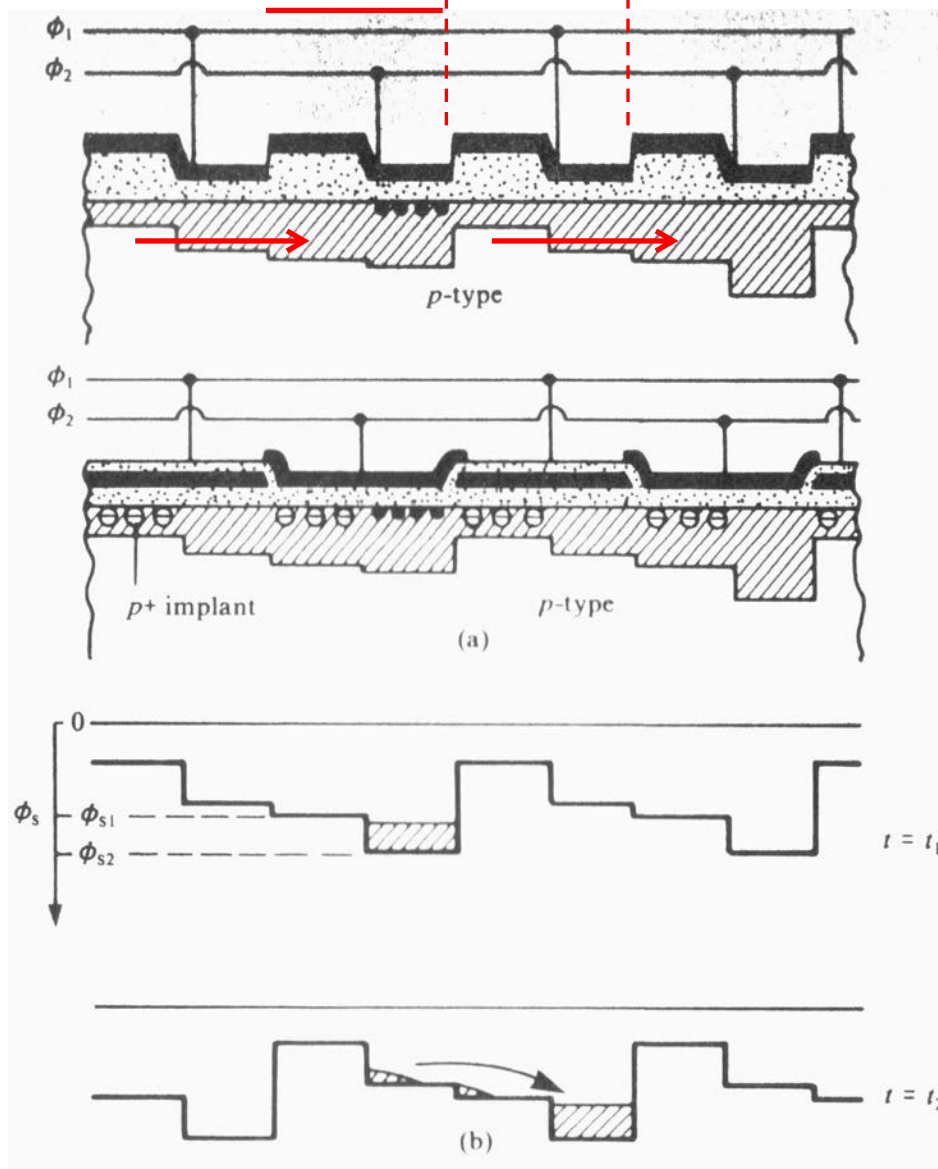 ϕ₁
ϕ₂
p-type
ϕ₁
ϕ₂
p+ implant
p-type
(a)
0
ϕₛ
ϕₛ₁
ϕₛ₂
t = t₁
t = t₂
(b)